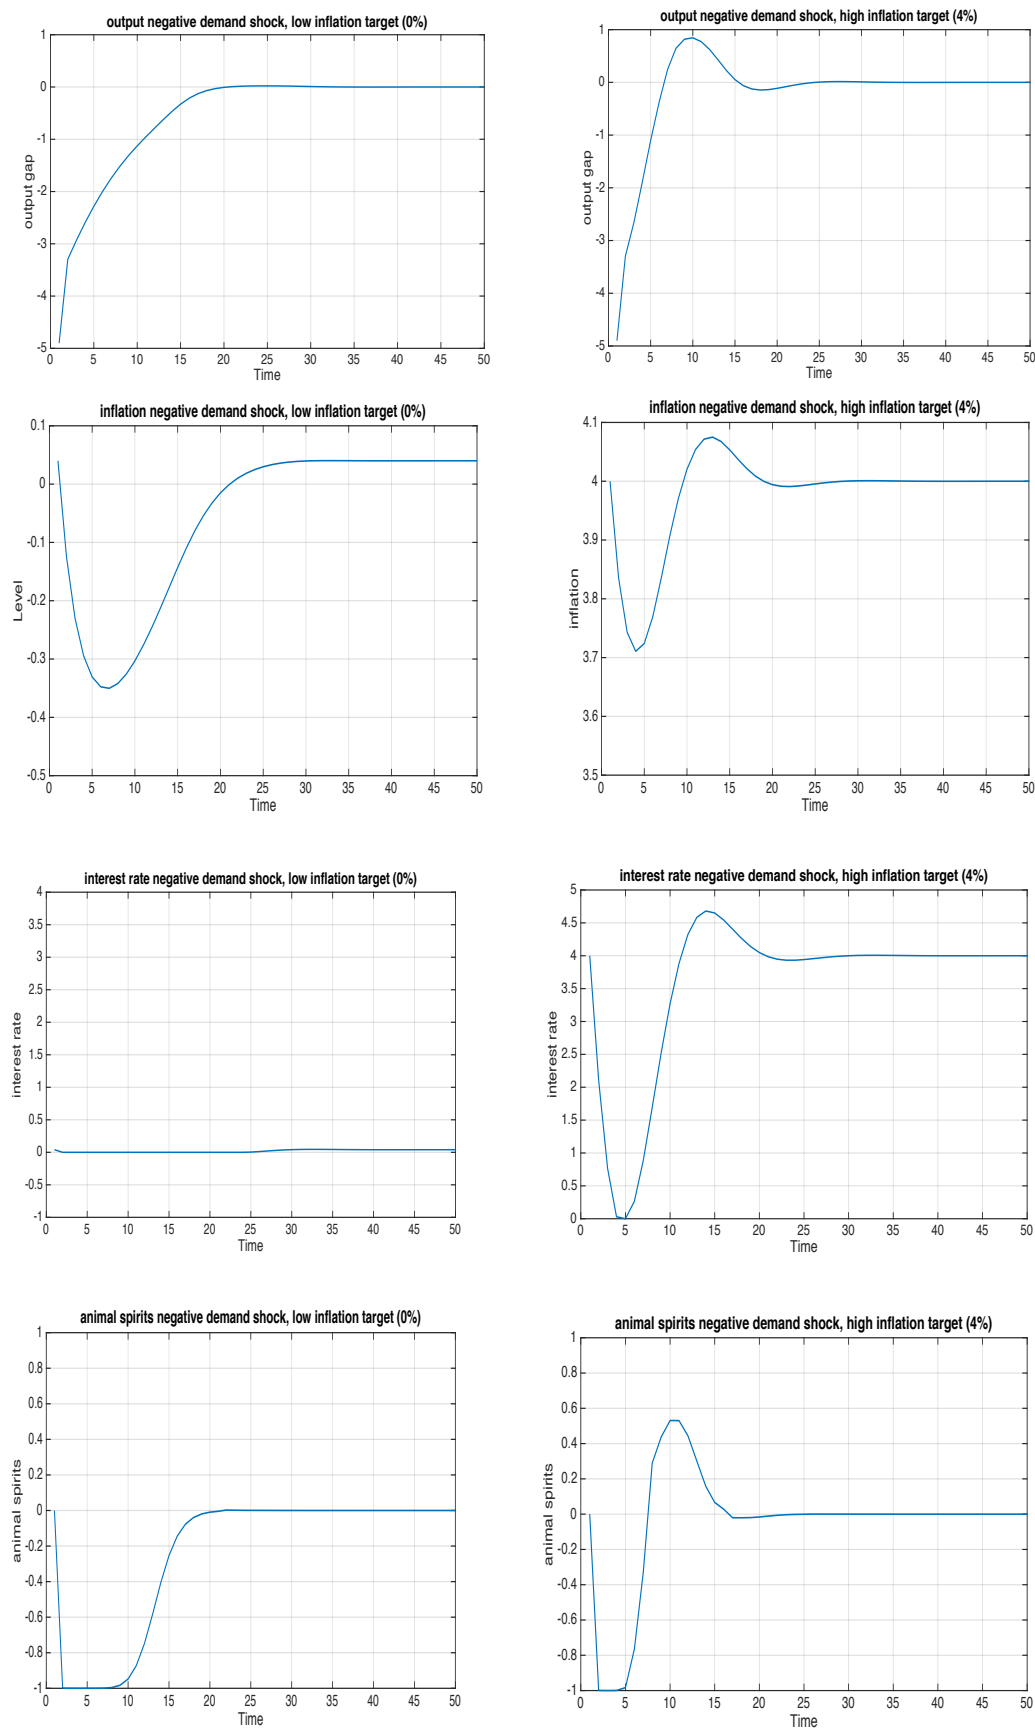 output negative demand shock, low inflation target (0%)
1
0
-1
-2
-3
-4
-5
output gap
0 5 10 15 20 25 30 35 40 45 50
Time
output negative demand shock, high inflation target (4%)
1
0
-1
-2
-3
-4
-5
output gap
0 5 10 15 20 25 30 35 40 45 50
Time
inflation negative demand shock, low inflation target (0%)
0.1
0
-0.1
-0.2
-0.3
-0.4
-0.5
Level
0 5 10 15 20 25 30 35 40 45 50
Time
inflation negative demand shock, high inflation target (4%)
4.1
4
3.9
3.8
3.7
3.6
3.5
inflation
0 5 10 15 20 25 30 35 40 45 50
Time
interest rate negative demand shock, low inflation target (0%)
4
3.5
3
2.5
2
1.5
1
0.5
0
-0.5
-1
interest rate
0 5 10 15 20 25 30 35 40 45 50
Time
interest rate negative demand shock, high inflation target (4%)
5
4.5
4
3.5
3
2.5
2
1.5
1
0.5
0
interest rate
0 5 10 15 20 25 30 35 40 45 50
Time
animal spirits negative demand shock, low inflation target (0%)
1
0.8
0.6
0.4
0.2
0
-0.2
-0.4
-0.6
-0.8
-1
animal spirits
0 5 10 15 20 25 30 35 40 45 50
Time
animal spirits negative demand shock, high inflation target (4%)
1
0.8
0.6
0.4
0.2
0
-0.2
-0.4
-0.6
-0.8
-1
animal spirits
0 5 10 15 20 25 30 35 40 45 50
Time